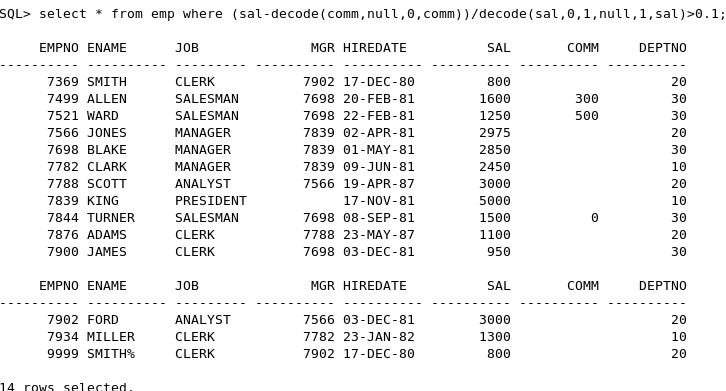 SQL> select * from emp where (sal-decode(comm,null,0,comm))/decode(sal,0,1,null,1,sal)>0.1;
     EMPNO ENAME      JOB              MGR HIREDATE         SAL       COMM     DEPTNO
---------- ---------- --------- ---------- --------- ---------- ---------- ----------
      7369 SMITH      CLERK           7902 17-DEC-80        800                    20
      7499 ALLEN      SALESMAN        7698 20-FEB-81       1600        300         30
      7521 WARD       SALESMAN        7698 22-FEB-81       1250        500         30
      7566 JONES      MANAGER         7839 02-APR-81       2975                    20
      7698 BLAKE      MANAGER         7839 01-MAY-81       2850                    30
      7782 CLARK      MANAGER         7839 09-JUN-81       2450                    10
      7788 SCOTT      ANALYST         7566 19-APR-87       3000                    20
      7839 KING       PRESIDENT            17-NOV-81       5000                    10
      7844 TURNER     SALESMAN        7698 08-SEP-81       1500          0         30
      7876 ADAMS      CLERK           7788 23-MAY-87       1100                    20
      7900 JAMES      CLERK           7698 03-DEC-81        950                    30
     EMPNO ENAME      JOB              MGR HIREDATE         SAL       COMM     DEPTNO
---------- ---------- --------- ---------- --------- ---------- ---------- ----------
      7902 FORD       ANALYST         7566 03-DEC-81       3000                    20
      7934 MILLER     CLERK           7782 23-JAN-82       1300                    10
      9999 SMITH%     CLERK           7902 17-DEC-80        800                    20
14 rows selected.